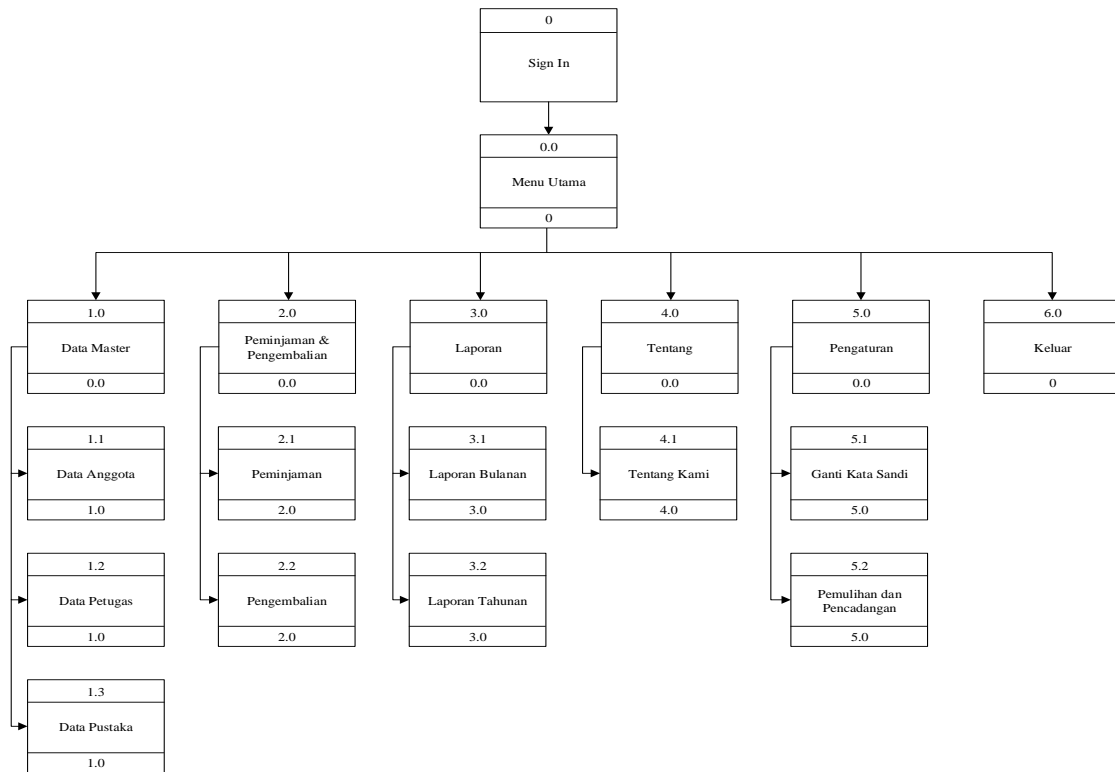 0
Sign In
0.0
Menu Utama
0
1.0
Data Master
0.0
2.0
Peminjaman &
Pengembalian
0.0
3.0
Laporan
0.0
4.0
Tentang
0.0
5.0
Pengaturan
0.0
6.0
Keluar
0
1.1
Data Anggota
1.0
2.1
Peminjaman
2.0
3.1
Laporan Bulanan
3.0
4.1
Tentang Kami
4.0
5.1
Ganti Kata Sandi
5.0
1.2
Data Petugas
1.0
2.2
Pengembalian
2.0
3.2
Laporan Tahunan
3.0
5.2
Pemulihan dan
Pencadangan
5.0
1.3
Data Pustaka
1.0